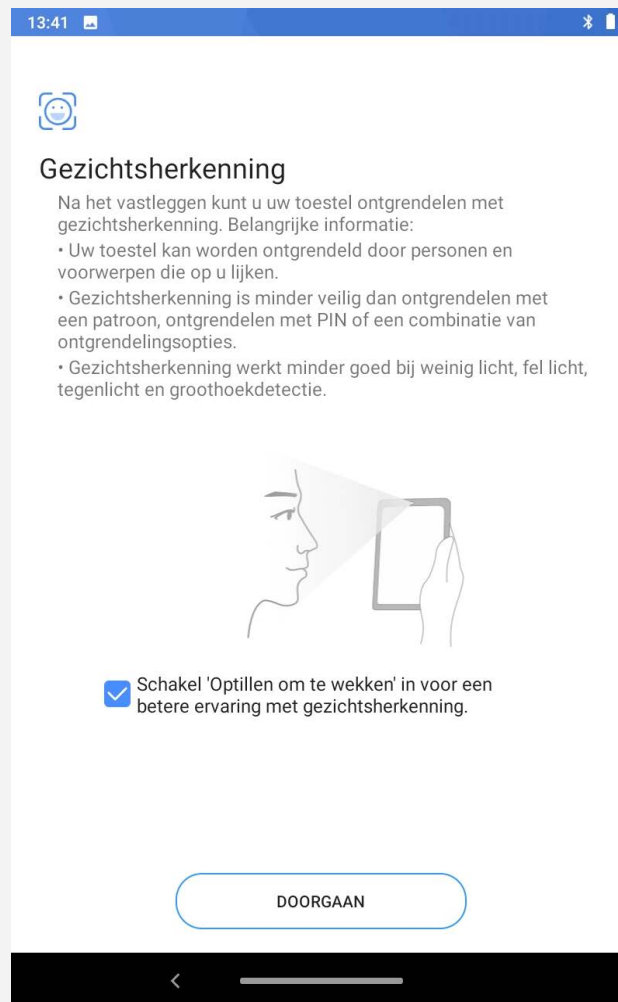 13:41
Gezichtsherkenning
Na het vastleggen kunt u uw toestel ontgrendelen met
gezichtsherkenning. Belangrijke informatie:
• Uw toestel kan worden ontgrendeld door personen en
voorwerpen die op u lijken.
• Gezichtsherkenning is minder veilig dan ontgrendelen met
een patroon, ontgrendelen met PIN of een combinatie van
ontgrendelingsopties.
• Gezichtsherkenning werkt minder goed bij weinig licht, fel licht,
tegenlicht en groothoekdetectie.
Schakel 'Optillen om te wekken' in voor een
betere ervaring met gezichtsherkenning.
DOORGAAN